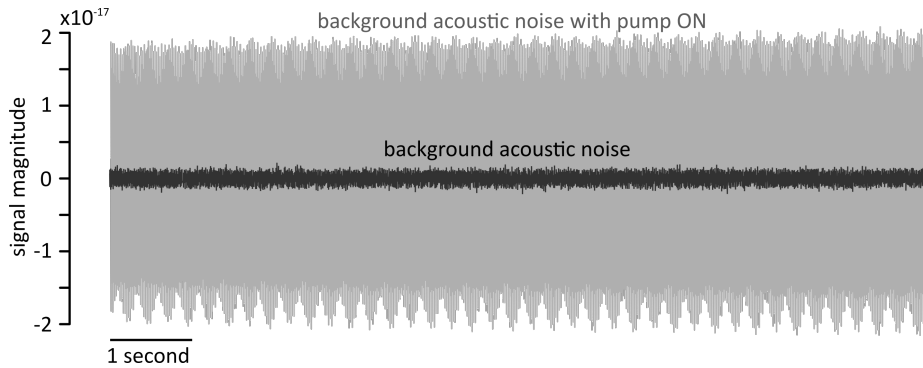 x10⁻¹⁷
background acoustic noise with pump ON
2
1
background acoustic noise
0
-1
-2
signal magnitude
1 second